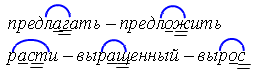 предлагать – предложить
расти – выращенный – вырос